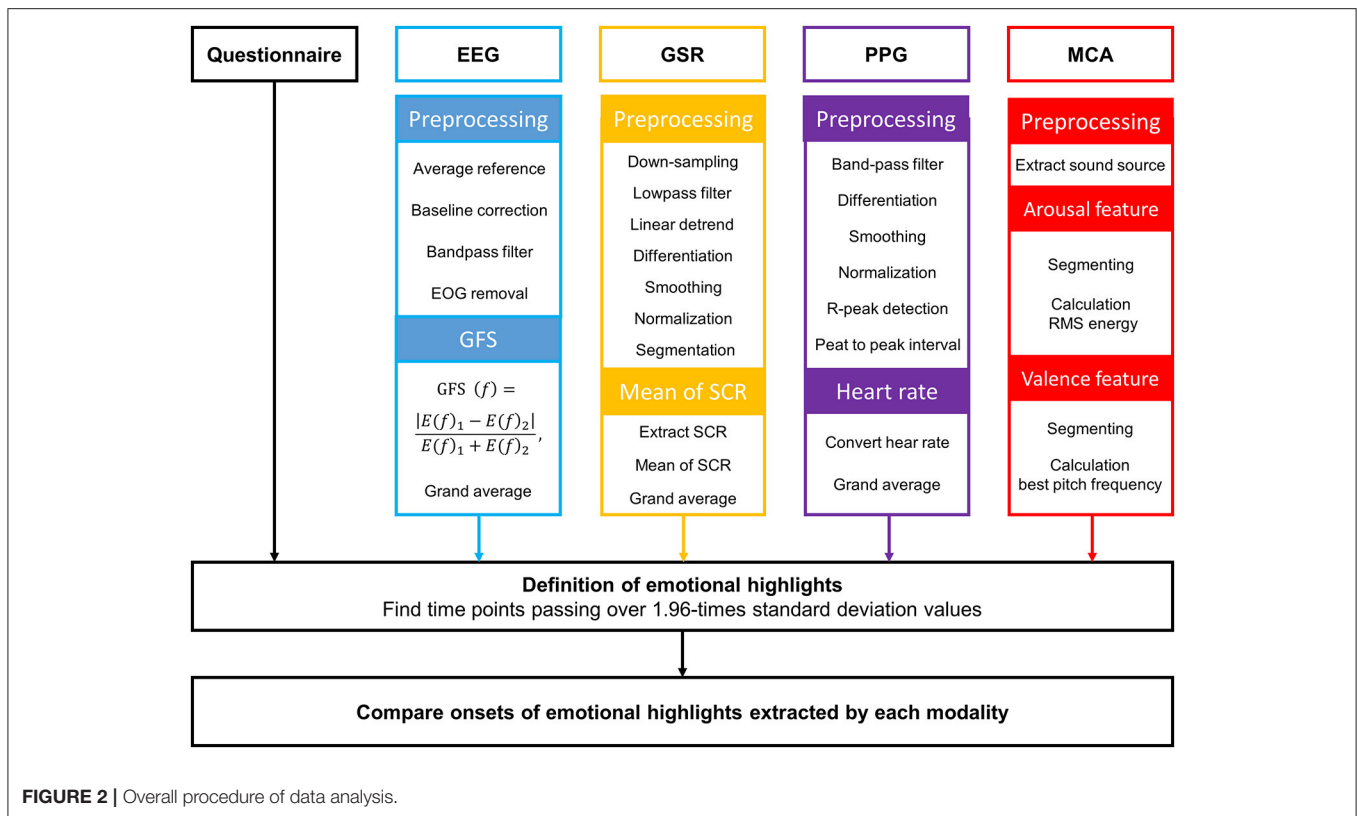 Questionnaire
EEG
GSR
PPG
MCA
Preprocessing
Average reference
Baseline correction
Bandpass filter
EOG removal
GFS
GFS (f) =
|E(f)₁ − E(f)₂|
E(f)₁ + E(f)₂ ,
Grand average
Preprocessing
Down-sampling
Lowpass filter
Linear detrend
Differentiation
Smoothing
Normalization
Segmentation
Mean of SCR
Extract SCR
Mean of SCR
Grand average
Preprocessing
Band-pass filter
Differentiation
Smoothing
Normalization
R-peak detection
Peat to peak interval
Heart rate
Convert hear rate
Grand average
Preprocessing
Extract sound source
Arousal feature
Segmenting
Calculation
RMS energy
Valence feature
Segmenting
Calculation
best pitch frequency
Definition of emotional highlights
Find time points passing over 1.96-times standard deviation values
Compare onsets of emotional highlights extracted by each modality
FIGURE 2 | Overall procedure of data analysis.